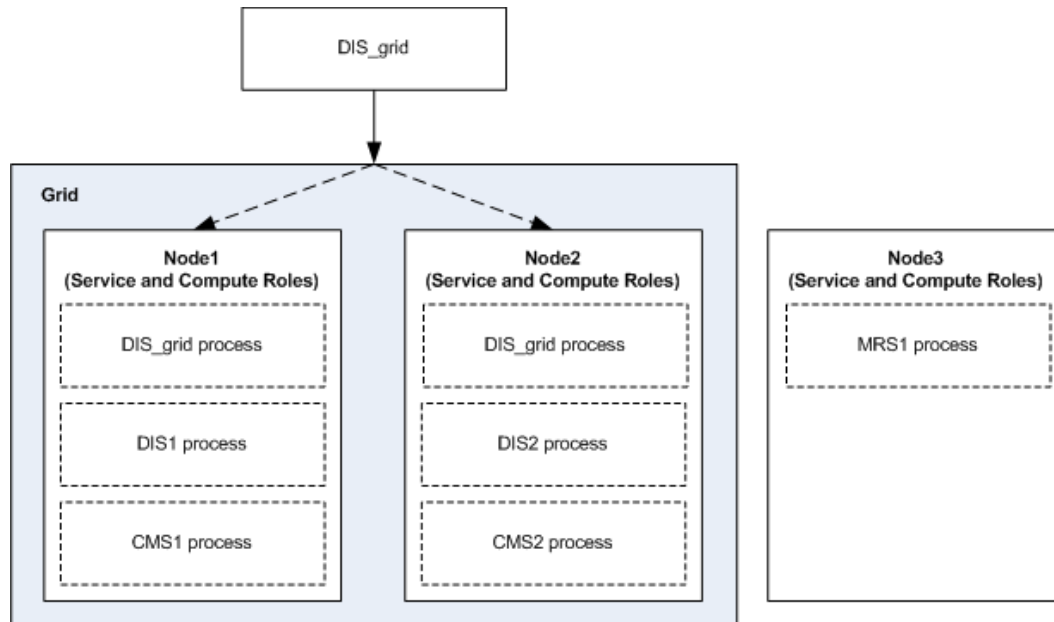 DIS_grid
Grid
Node1
(Service and Compute Roles)
DIS_grid process
DIS1 process
CMS1 process
Node2
(Service and Compute Roles)
DIS_grid process
DIS2 process
CMS2 process
Node3
(Service and Compute Roles)
MRS1 process